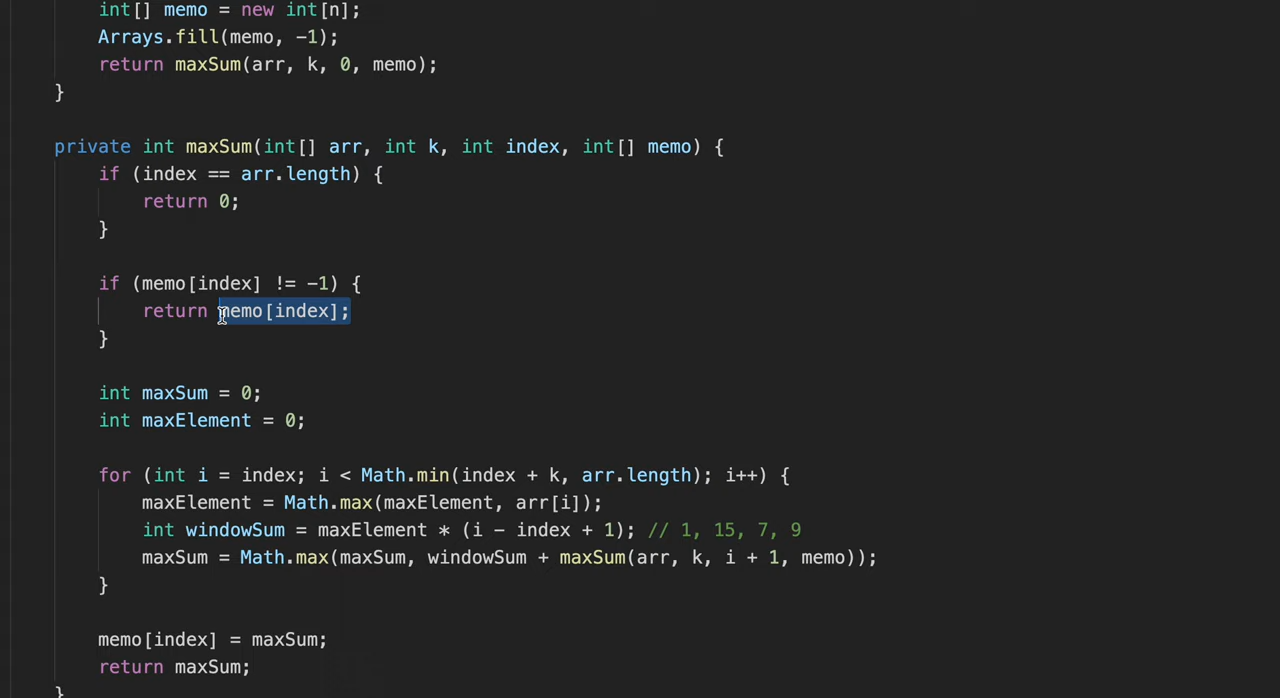 int[] memo = new int[n];
Arrays.fill(memo, -1);
return maxSum(arr, k, 0, memo);
}
private int maxSum(int[] arr, int k, int index, int[] memo) {
if (index == arr.length) {
return 0;
}
if (memo[index] != -1) {
return memo[index];
}
int maxSum = 0;
int maxElement = 0;
for (int i = index; i < Math.min(index + k, arr.length); i++) {
maxElement = Math.max(maxElement, arr[i]);
int windowSum = maxElement * (i - index + 1); // 1, 15, 7, 9
maxSum = Math.max(maxSum, windowSum + maxSum(arr, k, i + 1, memo));
}
memo[index] = maxSum;
return maxSum;
}